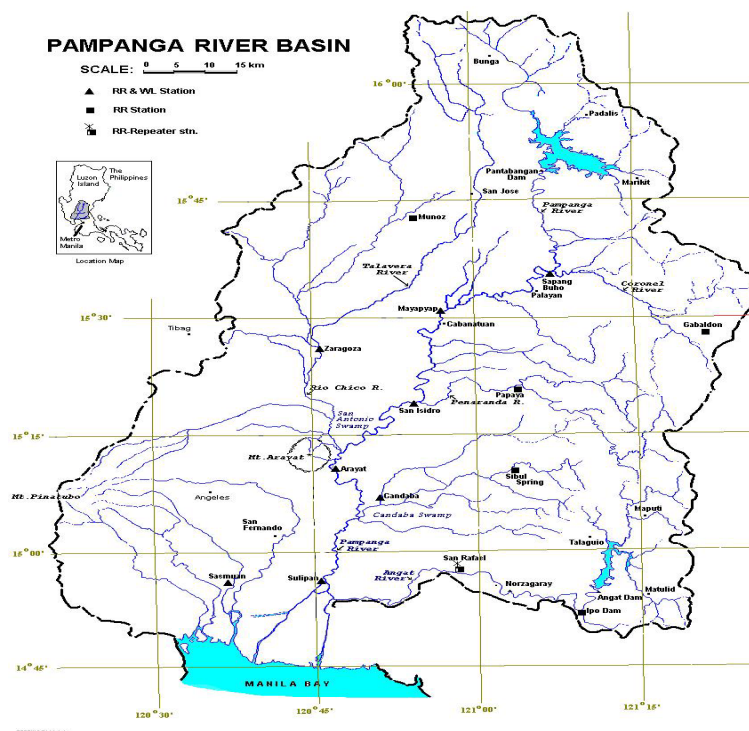 PAMPANGA RIVER BASIN
SCALE: 0 5 10 15 km
RR & WL Station
RR Station
RR-Repeater stn.
Luzon
Island
The
Philippines
Metro
Manila
Location Map
Bunga
16°00'
Padalis
Pantabangan
Dam
Marikit
San Jose
15°45'
Pampanga
River
Munoz
Talavera
River
Sapang
Buho
Palayan
Coronel
River
Mayapyap
Cabanatuan
15°30'
Tibag
Gabaldon
Zaragoza
Rio Chico R.
Papaya
Penaranda R.
San Isidro
San
Antonio
Swamp
15°15'
Mt.Arayat
Arayat
Sibul
Spring
Mt.Pinatubo
Angeles
Candaba
Candaba Swamp
Maputi
San
Fernando
Pampanga
River
Talaguio
15°00'
San Rafael
Angat
River
Sasmuan
Sulipan
Norzagaray
Angat Dam
Matulid
Ipo Dam
14°45'
MANILA BAY
120°30'
120°45'
121°00'
121°15'